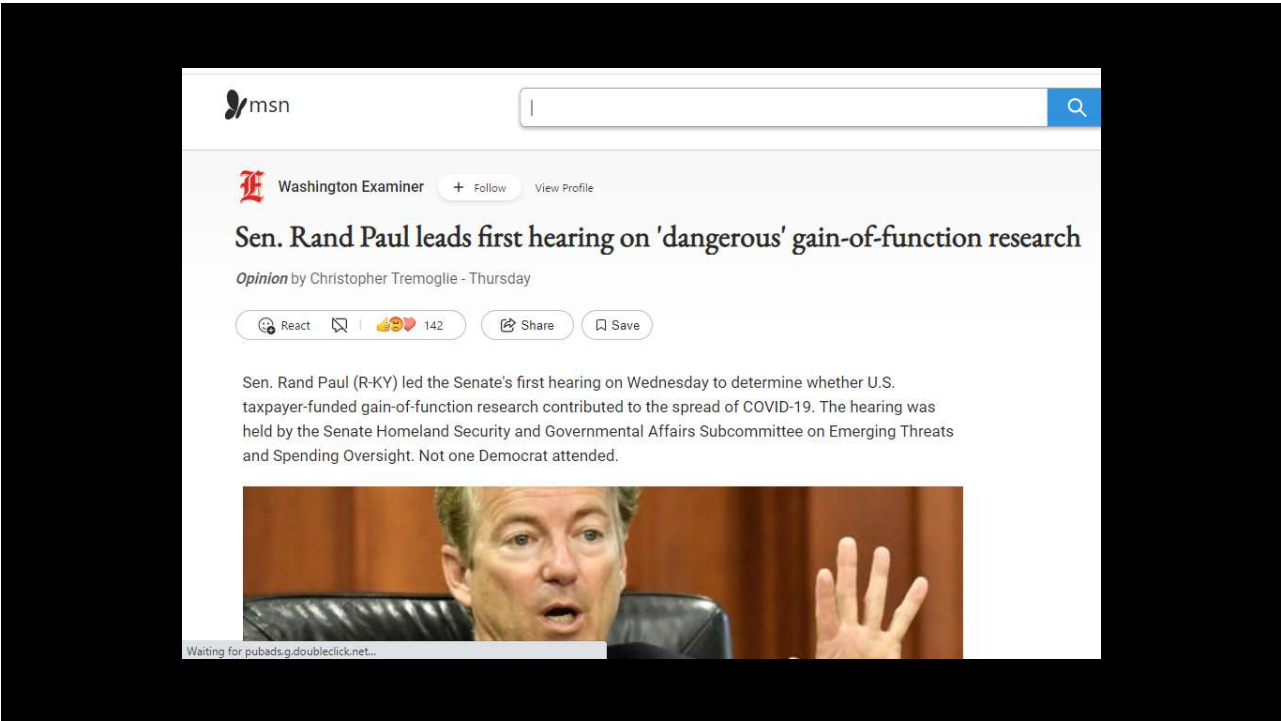 msn
Washington Examiner + Follow View Profile
Sen. Rand Paul leads first hearing on 'dangerous' gain-of-function research
Opinion by Christopher Tremoglie - Thursday
React 142 Share Save
Sen. Rand Paul (R-KY) led the Senate's first hearing on Wednesday to determine whether U.S.
taxpayer-funded gain-of-function research contributed to the spread of COVID-19. The hearing was
held by the Senate Homeland Security and Governmental Affairs Subcommittee on Emerging Threats
and Spending Oversight. Not one Democrat attended.
Waiting for pubads.g.doubleclick.net...